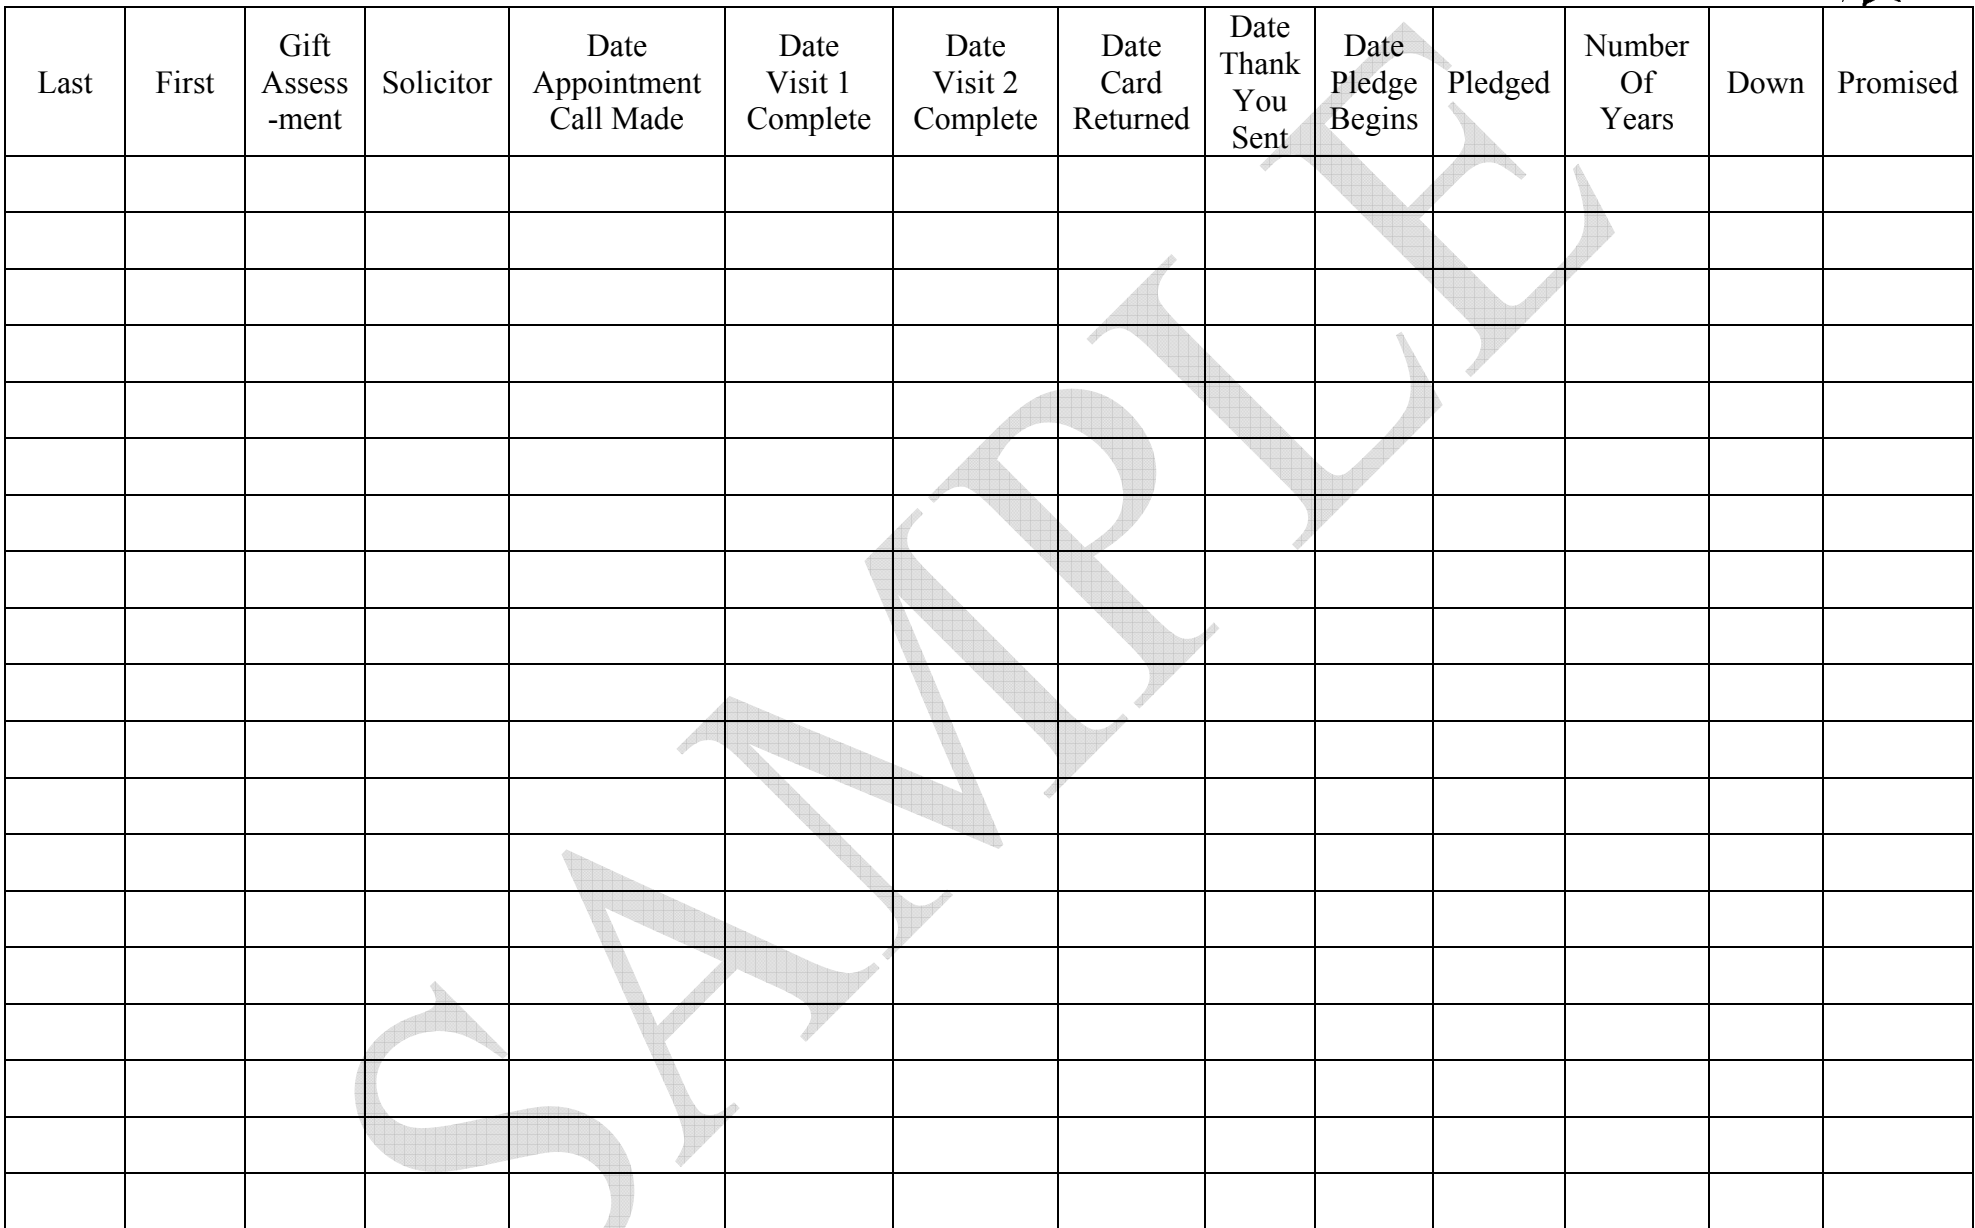 Last
First
Gift
Assess
-ment
Solicitor
Date
Appointment
Call Made
Date
Visit 1
Complete
Date
Visit 2
Complete
Date
Card
Returned
Date
Thank
You
Sent
Date
Pledge
Begins
Pledged
Number
Of
Years
Down
Promised
SAMPLE